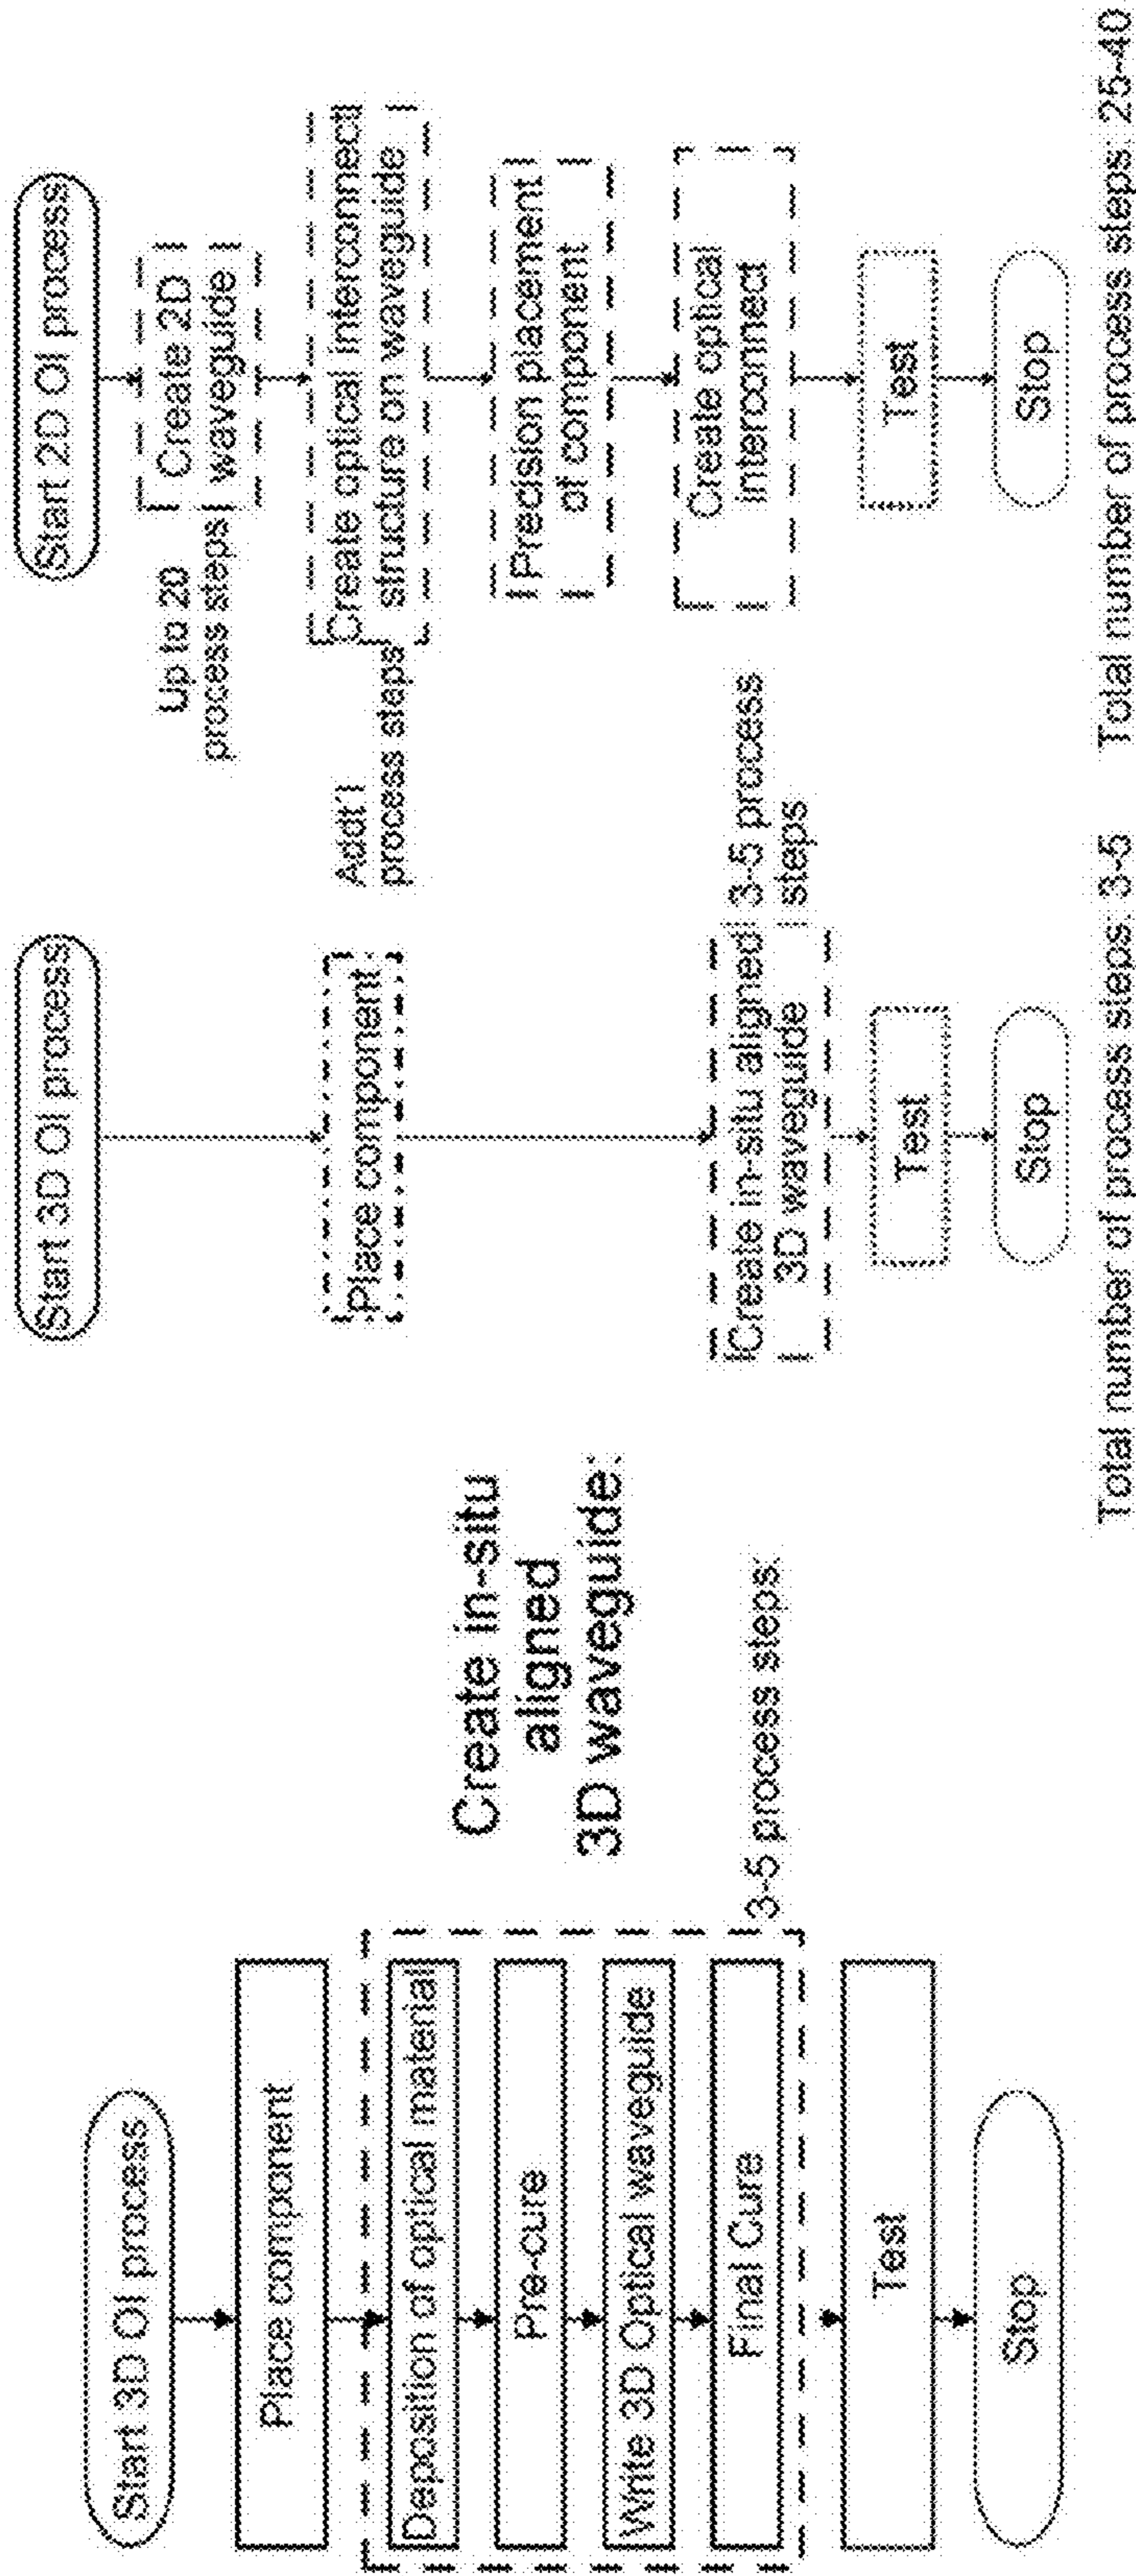 Start 3D OI process
Place component
Deposition of optical material
Pre-cure
Write 3D Optical waveguide
Final Cure
Test
Stop
Create in-situ
aligned
3D waveguide:
3-5 process steps
Start 3D OI process
Place component
Create in-situ aligned
3D waveguide
3-5 process
steps
Test
Stop
Total number of process steps: 3-5
Start 2D OI process
Up to 20
process steps
Create 2D
waveguide
Addt'l
process steps
Create optical interconnect
structure on waveguide
Precision placement
of component
Create optical
interconnect
Test
Stop
Total number of process steps: 25-40